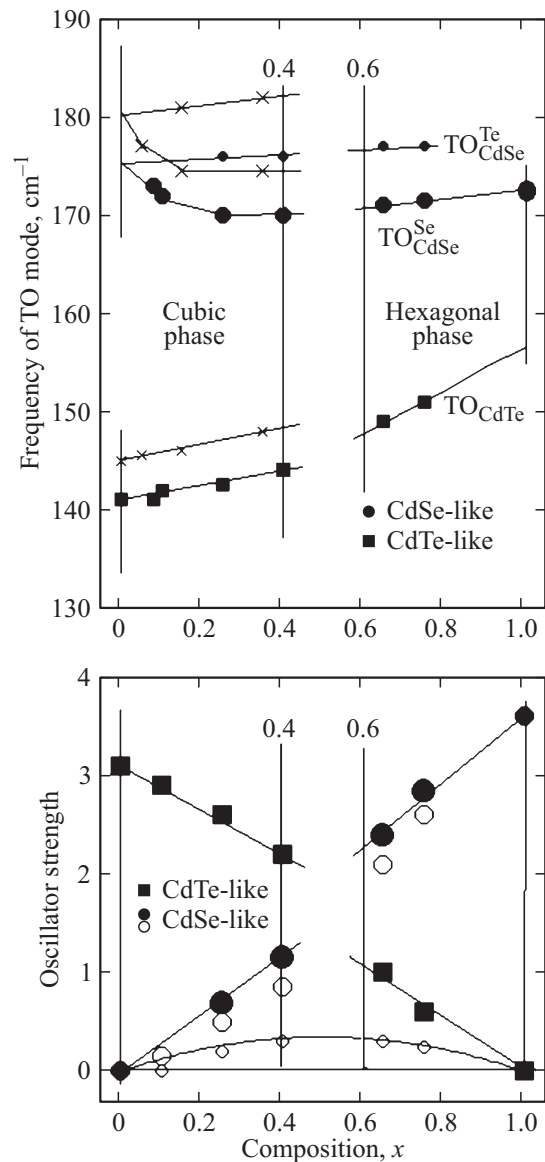 190
180
170
160
150
140
130
Frequency of TO mode, cm⁻¹
0.4
0.6
TO^Te_CdSe
TO^Se_CdSe
Cubic
phase
Hexagonal
phase
TO_CdTe
CdSe-like
CdTe-like
0 0.2 0.4 0.6 0.8 1.0
4
3
2
1
0
Oscillator strength
0.4
0.6
CdTe-like
CdSe-like
0 0.2 0.4 0.6 0.8 1.0
Composition, x